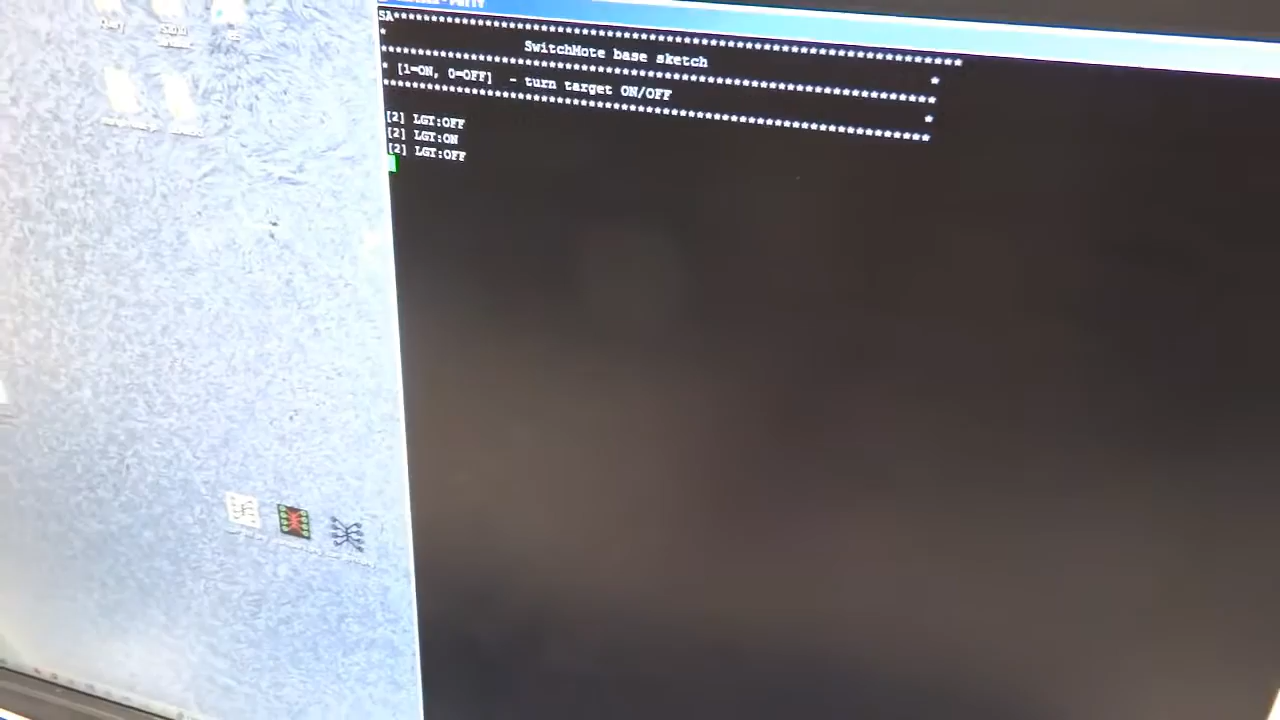 SA******************************************************************************
* SwitchMote base sketch *
******************************************************************************
* [1=ON, 0=OFF] - turn target ON/OFF *
******************************************************************************
[2] LGT:OFF
[2] LGT:ON
[2] LGT:OFF